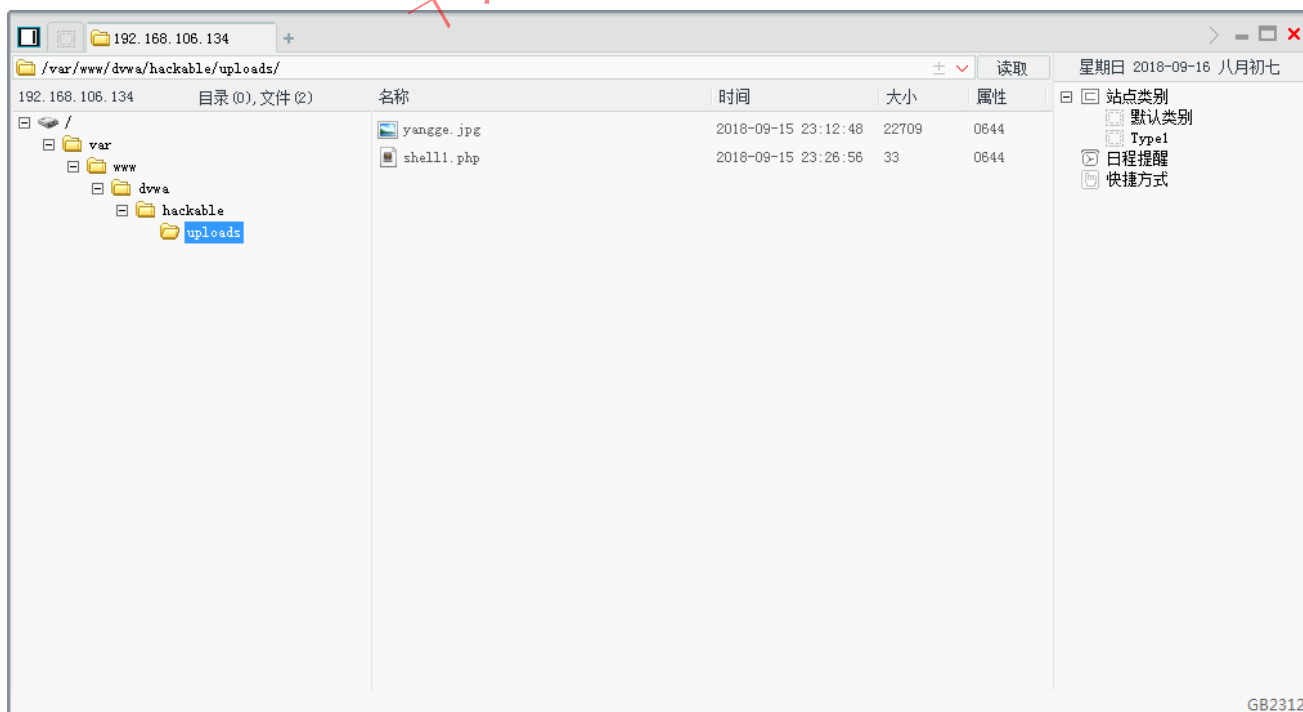 192.168.106.134 +
/var/www/dvwa/hackable/uploads/ 读取 星期日 2018-09-16 八月初七
192.168.106.134 目录(0),文件(2) 名称 时间 大小 属性
/
var
www
dvwa
hackable
uploads
yangge.jpg 2018-09-15 23:12:48 22709 0644
shell1.php 2018-09-15 23:26:56 33 0644
站点类别
默认类别
Type1
日程提醒
快捷方式
GB2312